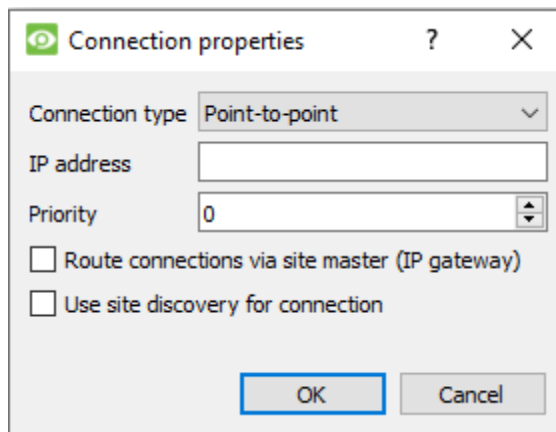 Connection properties ?
Connection type Point-to-point
IP address
Priority 0
Route connections via site master (IP gateway)
Use site discovery for connection
OK Cancel